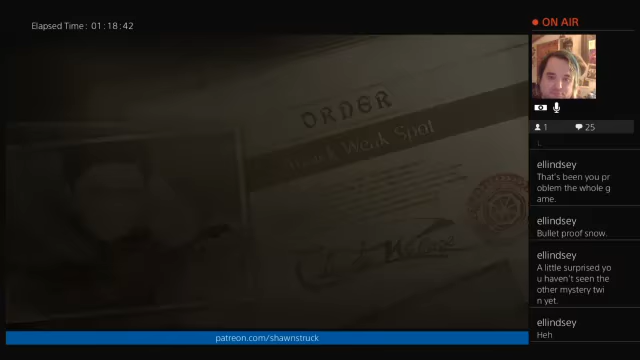 Elapsed Time : 01:18:42
ON AIR
ORDER
Weak Spot
1
25
ellindsey
That's been you pr
oblem the whole g
ame.
ellindsey
Bullet proof snow.
ellindsey
A little surprised yo
u haven't seen the
other mystery twi
n yet.
ellindsey
Heh
patreon.com/shawnstruck